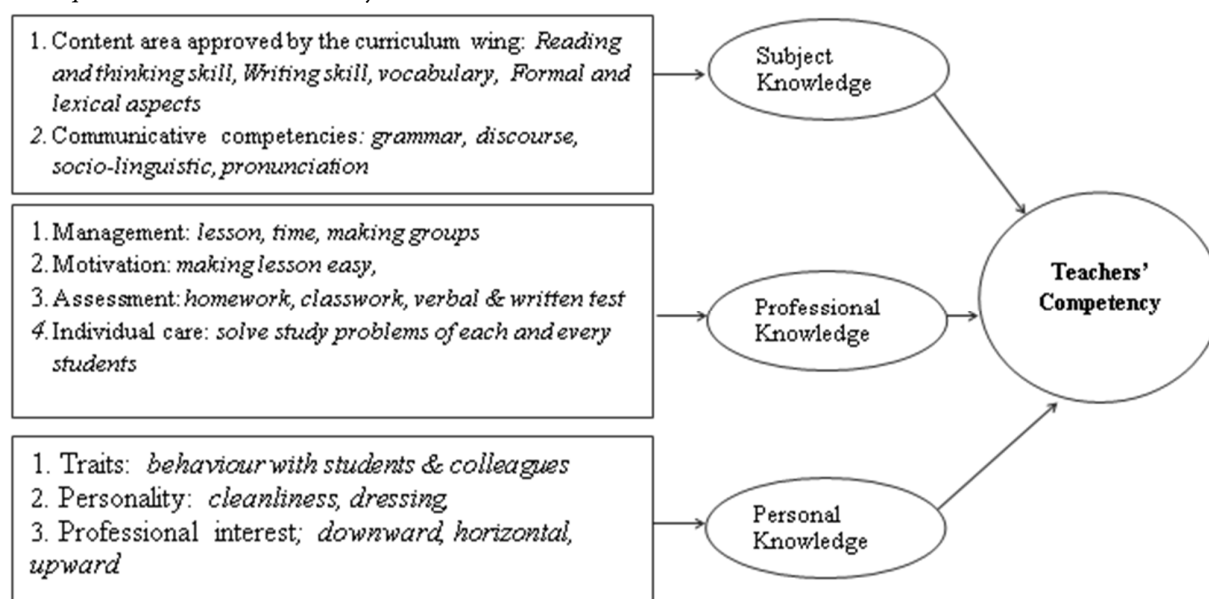 1. Content area approved by the curriculum wing: Reading
and thinking skill, Writing skill, vocabulary, Formal and
lexical aspects
2. Communicative competencies: grammar, discourse,
socio-linguistic, pronunciation
Subject
Knowledge
1. Management: lesson, time, making groups
2. Motivation: making lesson easy,
3. Assessment: homework, classwork, verbal & written test
4. Individual care: solve study problems of each and every
students
Professional
Knowledge
1. Traits: behaviour with students & colleagues
2. Personality: cleanliness, dressing,
3. Professional interest; downward, horizontal,
upward
Personal
Knowledge
Teachers'
Competency